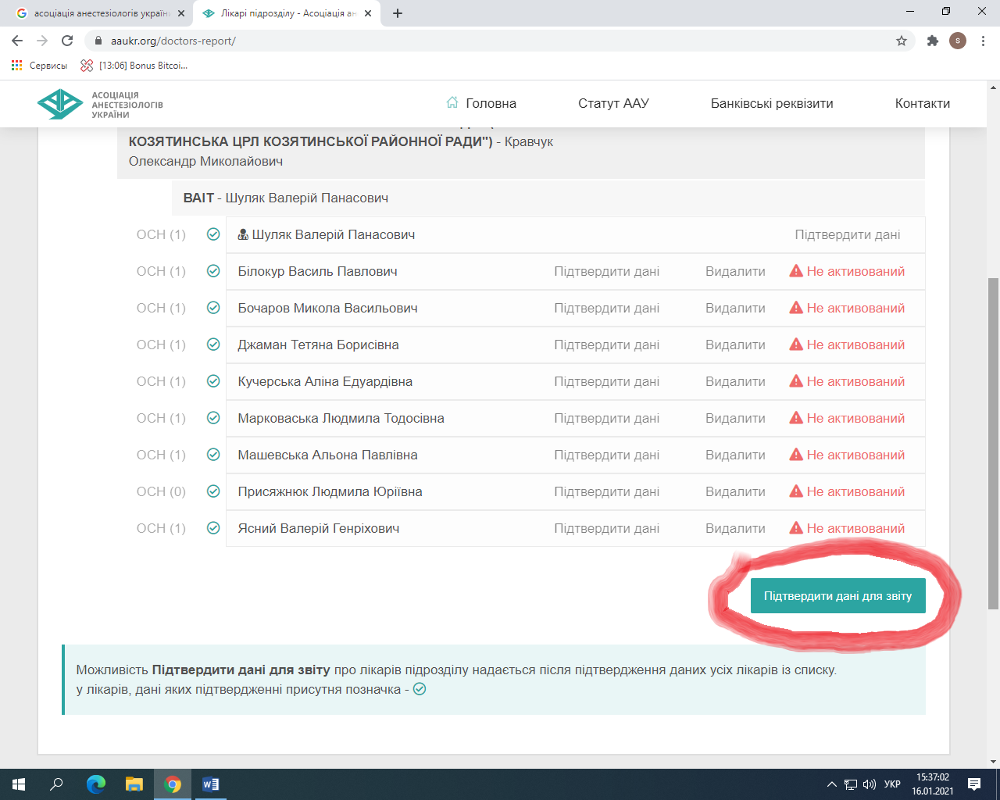 асоціація анестезіологів україни
Лікарі підрозділу - Асоціація ан
aaukr.org/doctors-report/
s
Сервисы
[13:06] Bonus Bitcoi...
АСОЦІАЦІЯ
АНЕСТЕЗІОЛОГІВ
УКРАЇНИ
Головна
Статут ААУ
Банківські реквізити
Контакти
КОЗЯТИНСЬКА ЦРЛ КОЗЯТИНСЬКОЇ РАЙОННОЇ РАДИ") - Кравчук
Олександр Миколайович
ВАІТ - Шуляк Валерій Панасович
ОСН (1) Шуляк Валерій Панасович Підтвердити дані
ОСН (1) Білокур Василь Павлович Підтвердити дані Видалити Не активований
ОСН (1) Бочаров Микола Васильович Підтвердити дані Видалити Не активований
ОСН (1) Джаман Тетяна Борисівна Підтвердити дані Видалити Не активований
ОСН (1) Кучерська Аліна Едуардівна Підтвердити дані Видалити Не активований
ОСН (1) Марковаська Людмила Тодосівна Підтвердити дані Видалити Не активований
ОСН (1) Машевська Альона Павлівна Підтвердити дані Видалити Не активований
ОСН (0) Присяжнюк Людмила Юріївна Підтвердити дані Видалити Не активований
ОСН (1) Ясний Валерій Генріхович Підтвердити дані Видалити Не активований
Підтвердити дані для звіту
Можливість Підтвердити дані для звіту про лікарів підрозділу надається після підтвердження даних усіх лікарів із списку.
у лікарів, дані яких підтвердженні присутня позначка -
УКР
15:37:02
16.01.2021